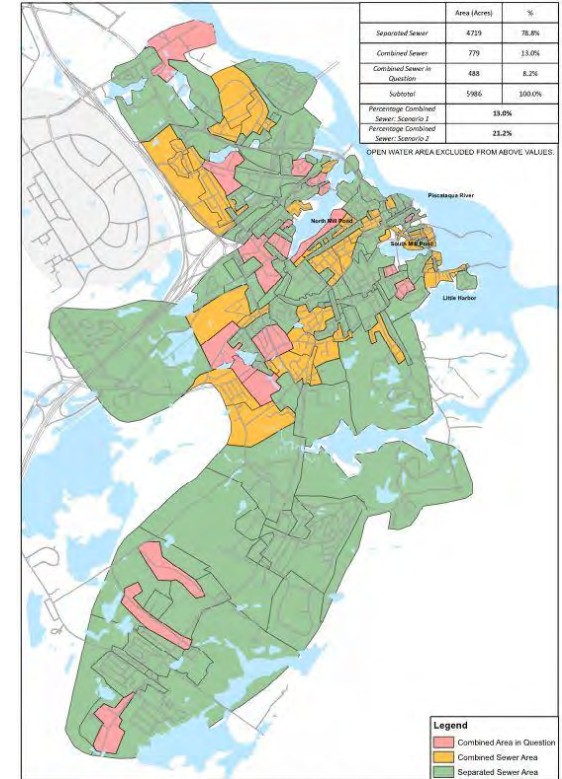 Area (Acres) %
Separated Sewer 4719 78.8%
Combined Sewer 779 13.0%
Combined Sewer in
Question 488 8.2%
Subtotal 5986 100.0%
Percentage Combined
Sewer: Scenario 1 13.0%
Percentage Combined
Sewer: Scenario 2 21.2%
OPEN WATER AREA EXCLUDED FROM ABOVE VALUES.
Piscataqua River
North Mill Pond
South Mill Pond
Little Harbor
Legend
Combined Area in Question
Combined Sewer Area
Separated Sewer Area